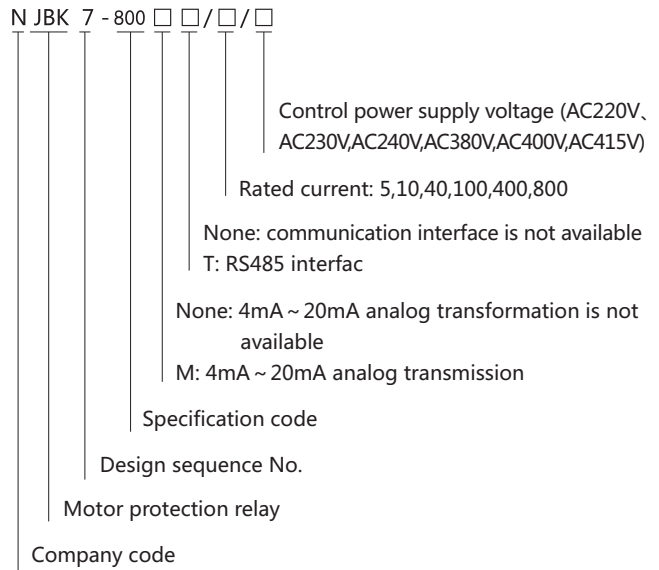 N JBK 7 - 800 □ □ / □ / □
Control power supply voltage (AC220V、
AC230V,AC240V,AC380V,AC400V,AC415V)
Rated current: 5,10,40,100,400,800
None: communication interface is not available
T: RS485 interfac
None: 4mA～20mA analog transformation is not
available
M: 4mA～20mA analog transmission
Specification code
Design sequence No.
Motor protection relay
Company code